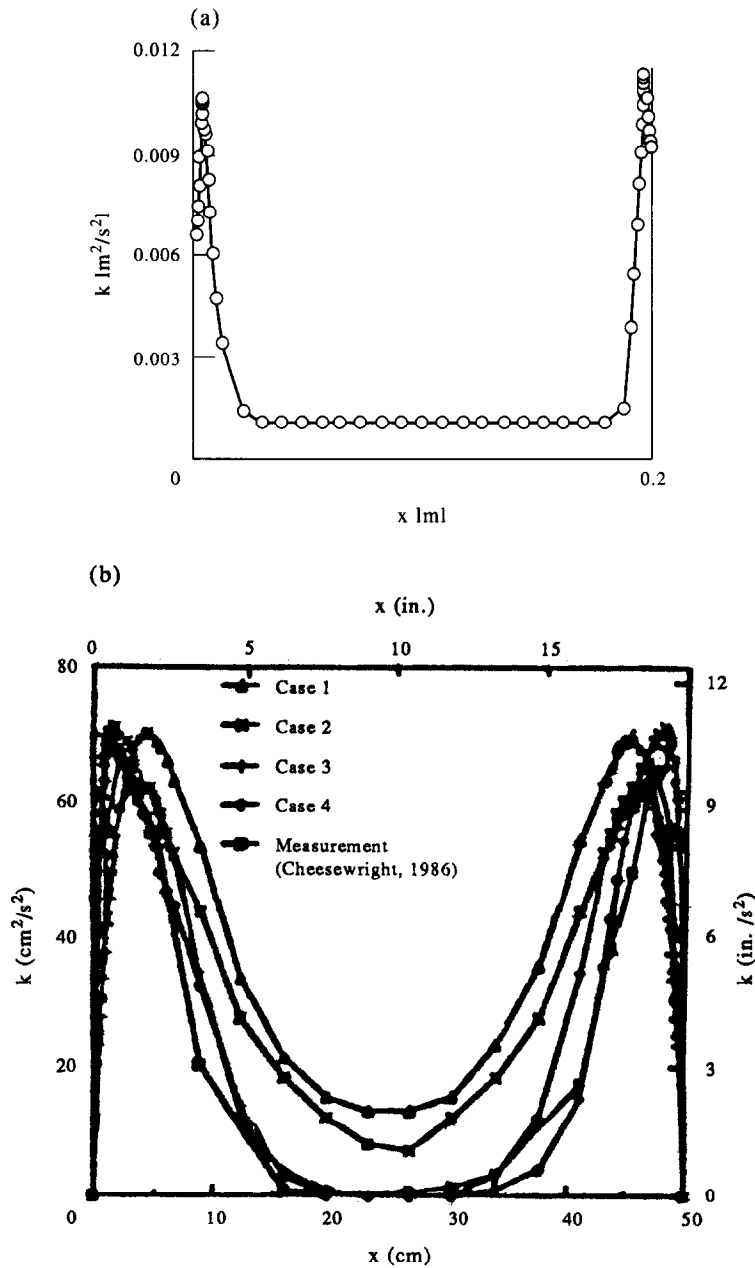 (a)
0.012
0.009
0.006
0.003
k lm²/s²]
0
0.2
x lml
(b)
x (in.)
0
5
10
15
80
60
40
20
0
k (cm²/s²)
Case 1
Case 2
Case 3
Case 4
Measurement
(Cheesewright, 1986)
12
9
6
3
0
k (in. /s²)
0
10
20
30
40
50
x (cm)